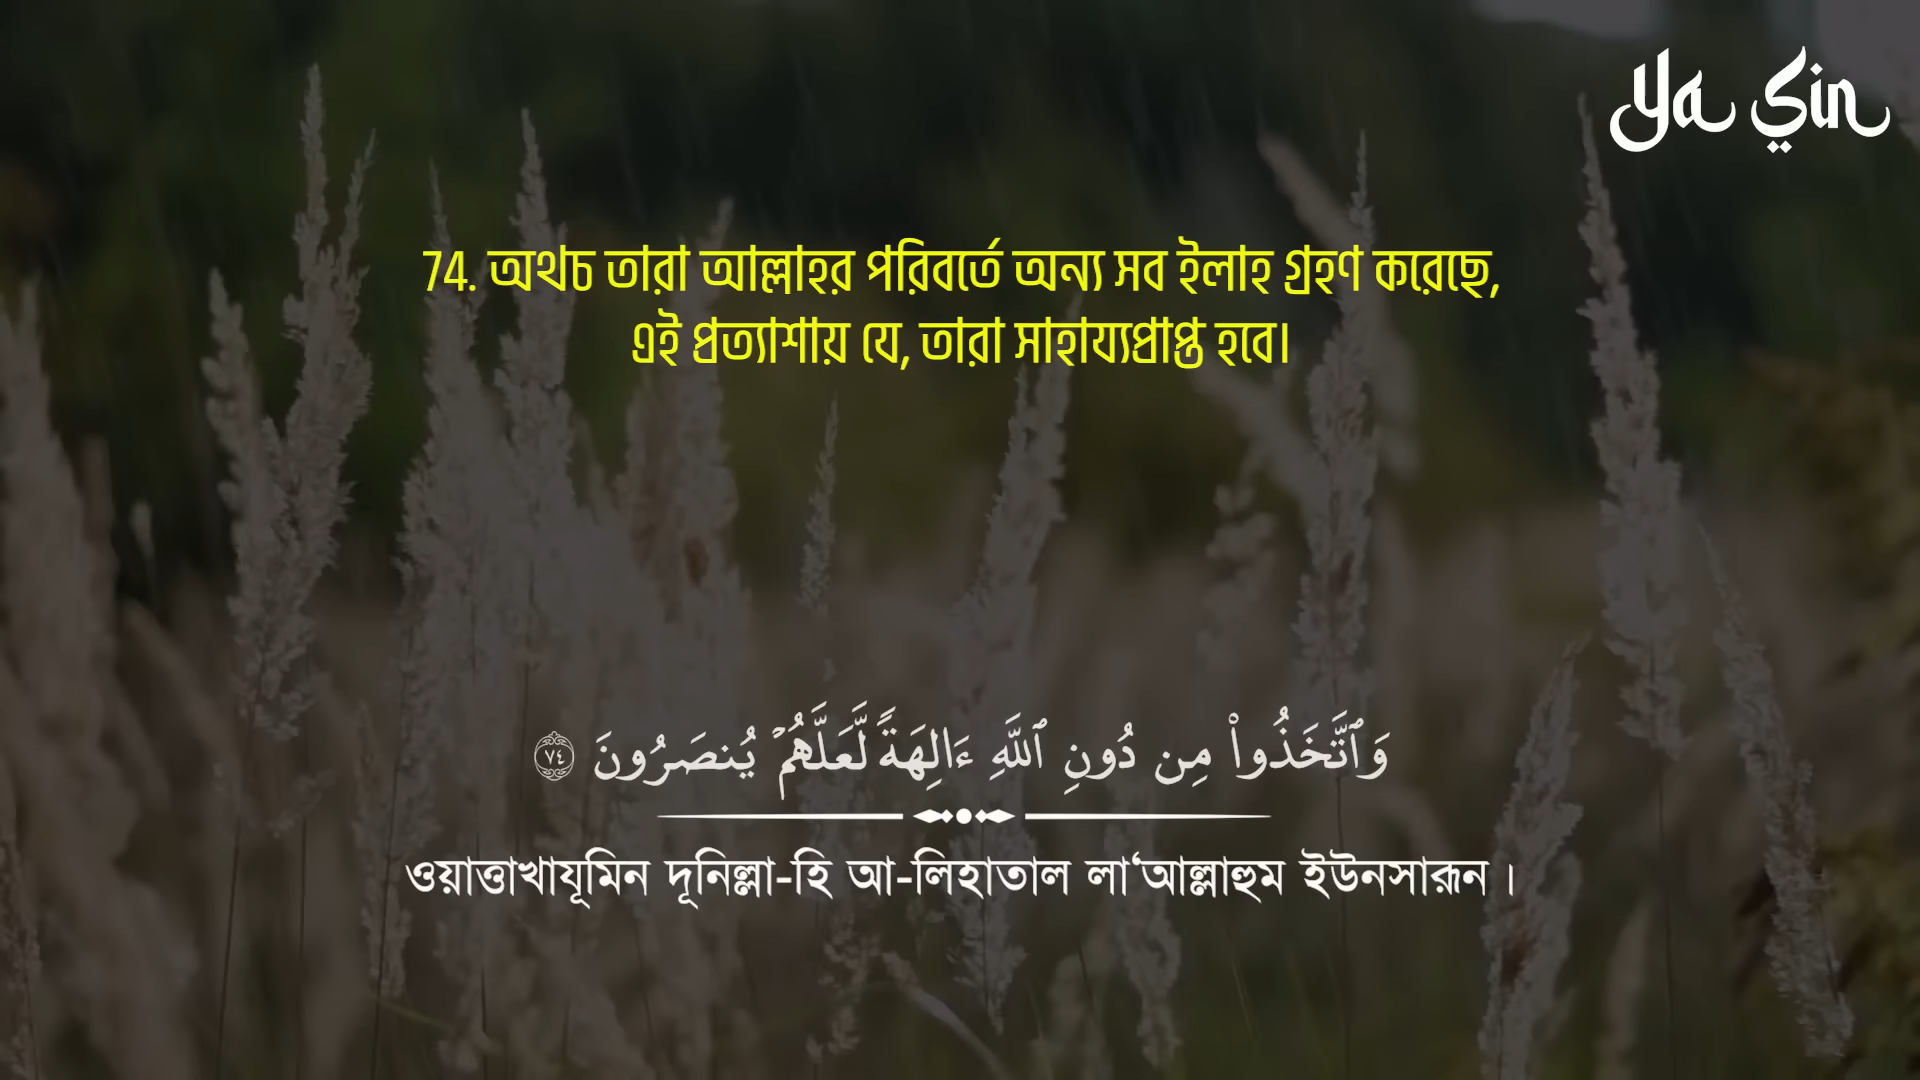 Ya Sin
74. অথচ তারা আল্লাহর পরিবর্তে অন্য সব ইলাহ গ্রহণ করেছে,
এই প্রত্যাশায় যে, তারা সাহায্যপ্রাপ্ত হবে।
وَٱتَّخَذُوا۟ مِن دُونِ ٱللَّهِ ءَالِهَةً لَّعَلَّهُمْ يُنصَرُونَ ٧٤
ওয়াত্তাখাযূমিন দূনিল্লা-হি আ-লিহাতাল লা‘আল্লাহুম ইউনসারূন।